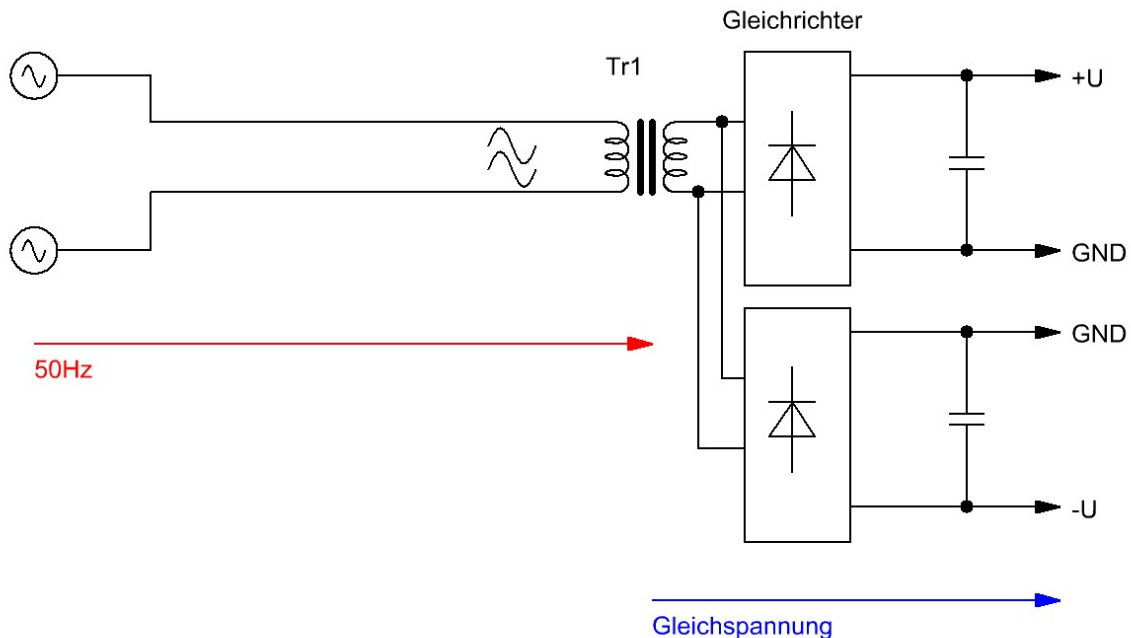 Gleichrichter
Tr1
+U
GND
GND
50Hz
-U
Gleichspannung